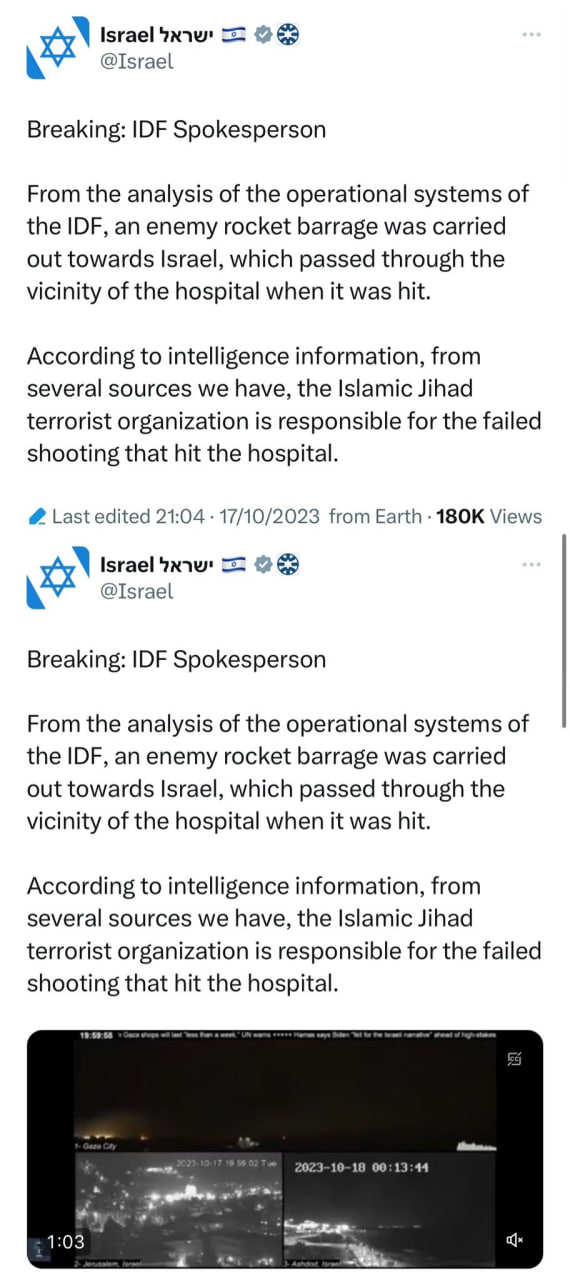 Israel ישראל
@Israel
Breaking: IDF Spokesperson
From the analysis of the operational systems of
the IDF, an enemy rocket barrage was carried
out towards Israel, which passed through the
vicinity of the hospital when it was hit.
According to intelligence information, from
several sources we have, the Islamic Jihad
terrorist organization is responsible for the failed
shooting that hit the hospital.
Last edited 21:04 · 17/10/2023 from Earth · 180K Views
Israel ישראל
@Israel
Breaking: IDF Spokesperson
From the analysis of the operational systems of
the IDF, an enemy rocket barrage was carried
out towards Israel, which passed through the
vicinity of the hospital when it was hit.
According to intelligence information, from
several sources we have, the Islamic Jihad
terrorist organization is responsible for the failed
shooting that hit the hospital.
19:59:58 Gaza shops will last "less than a week," UN warns ***** Hamas says Biden "fell for the Israeli narrative" ahead of high-stakes
1- Gaza City
2023-10-17 19:59:02 Tue
2023-10-18 00:13:44
1:03
2- Jerusalem, Israel
3- Ashdod, Israel